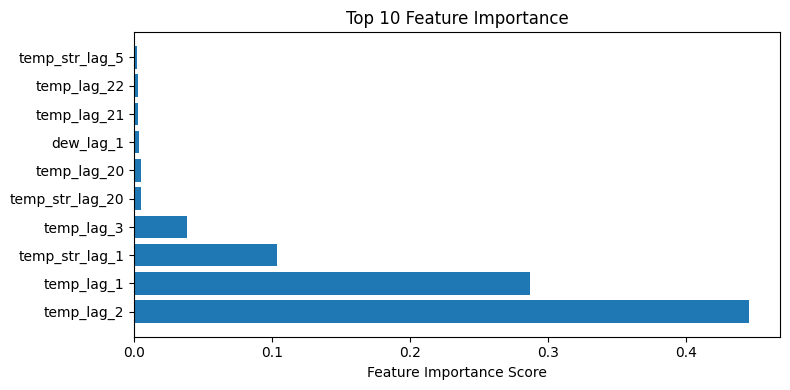 Top 10 Feature Importance
temp_str_lag_5
temp_lag_22
temp_lag_21
dew_lag_1
temp_lag_20
temp_str_lag_20
temp_lag_3
temp_str_lag_1
temp_lag_1
temp_lag_2
0.0 0.1 0.2 0.3 0.4
Feature Importance Score